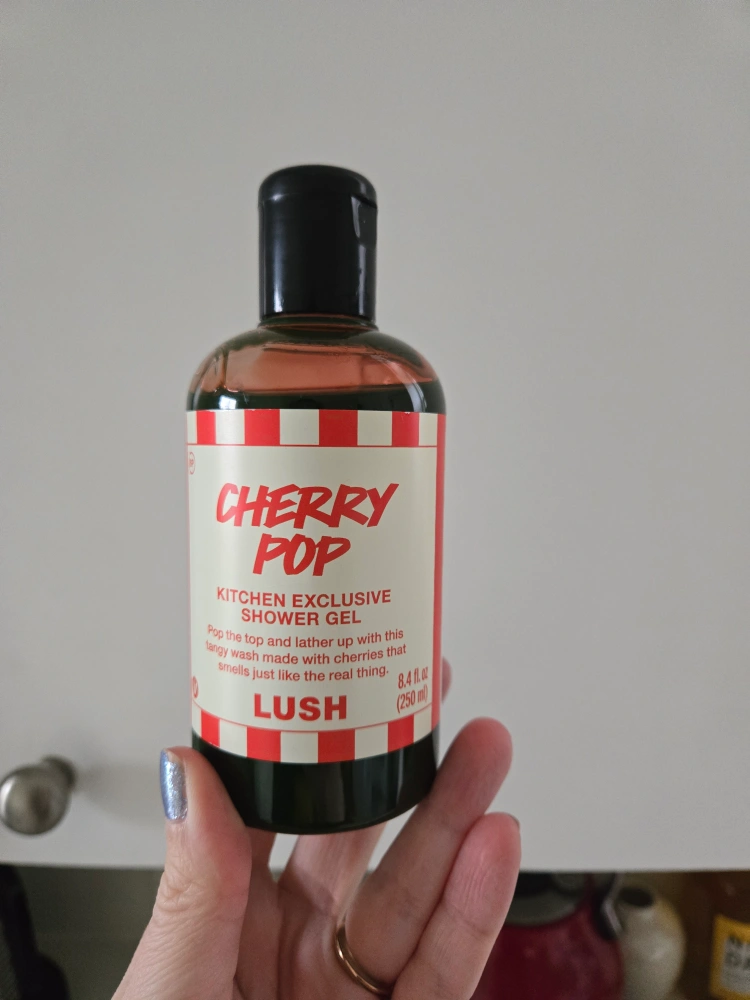 CHERRY
POP
KITCHEN EXCLUSIVE
SHOWER GEL
Pop the top and lather up with this
tangy wash made with cherries that
smells just like the real thing.
8.4 fl. oz
(250 ml)
LUSH